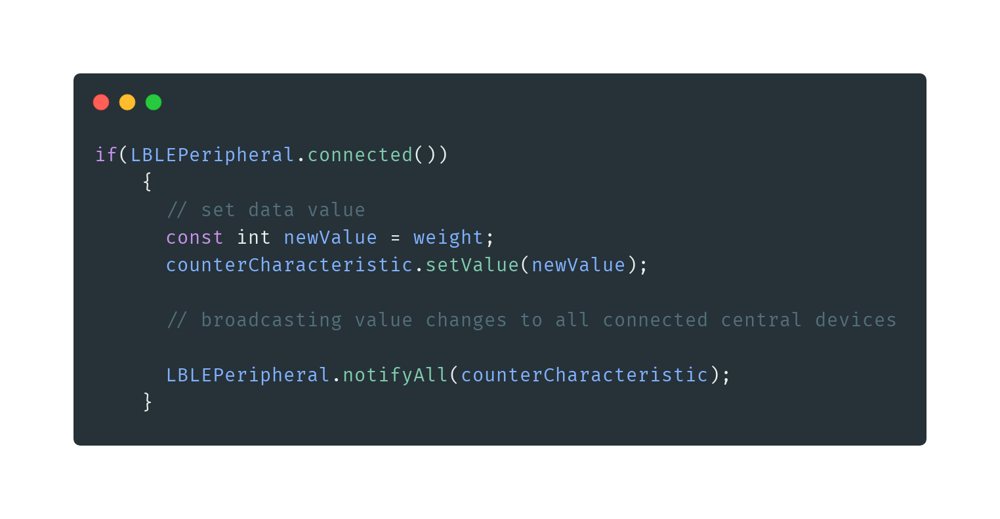 if(LBLEPeripheral.connected())
    {
      // set data value
      const int newValue = weight;
      counterCharacteristic.setValue(newValue);

      // broadcasting value changes to all connected central devices

      LBLEPeripheral.notifyAll(counterCharacteristic);
    }